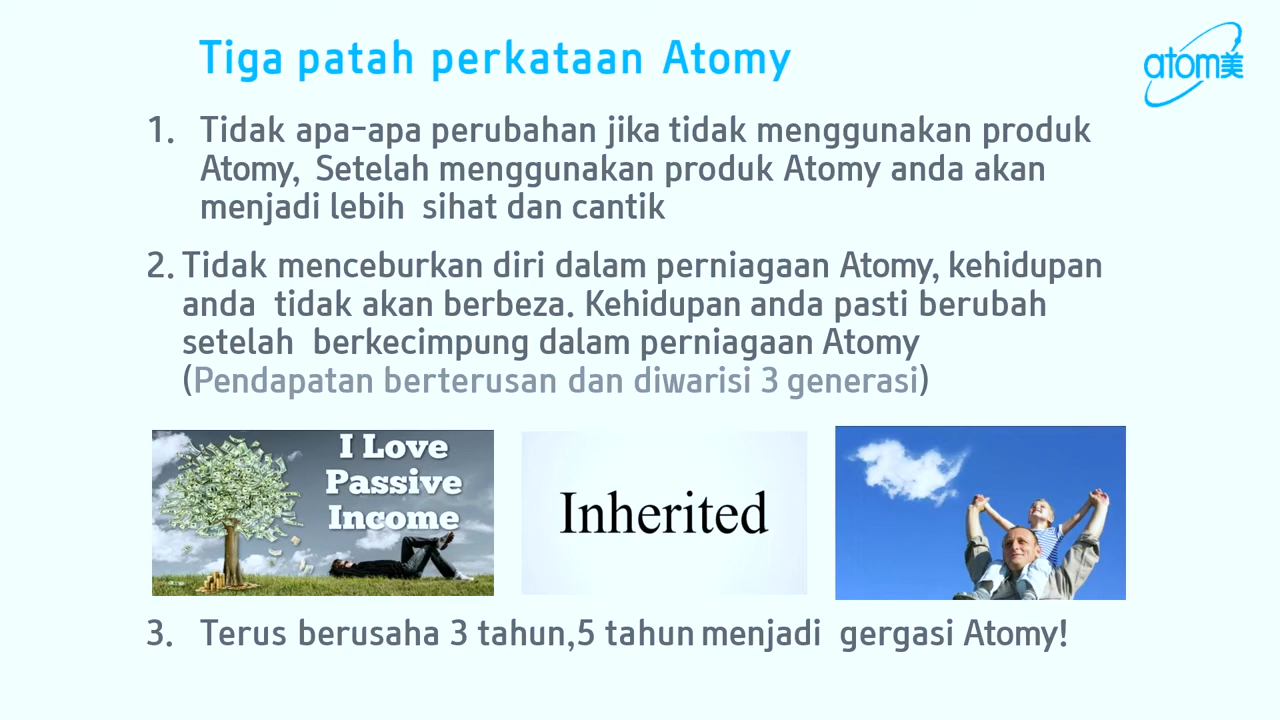 Tiga patah perkataan Atomy
atom美
1. Tidak apa-apa perubahan jika tidak menggunakan produk
Atomy, Setelah menggunakan produk Atomy anda akan
menjadi lebih sihat dan cantik
2. Tidak menceburkan diri dalam perniagaan Atomy, kehidupan
anda tidak akan berbeza. Kehidupan anda pasti berubah
setelah berkecimpung dalam perniagaan Atomy
(Pendapatan berterusan dan diwarisi 3 generasi)
I Love
Passive
Income
Inherited
3. Terus berusaha 3 tahun,5 tahun menjadi gergasi Atomy!